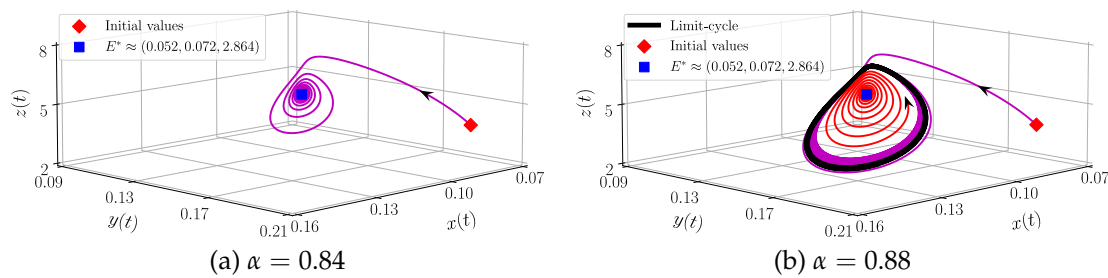 Initial values
E* ≈ (0.052, 0.072, 2.864)
8
5
2
z(t)
0.09
0.13
0.17
0.21
y(t)
0.16
0.13
0.10
0.07
x(t)
(a) α = 0.84
Limit-cycle
Initial values
E* ≈ (0.052, 0.072, 2.864)
8
5
2
z(t)
0.09
0.13
0.17
0.21
y(t)
0.16
0.13
0.10
0.07
x(t)
(b) α = 0.88